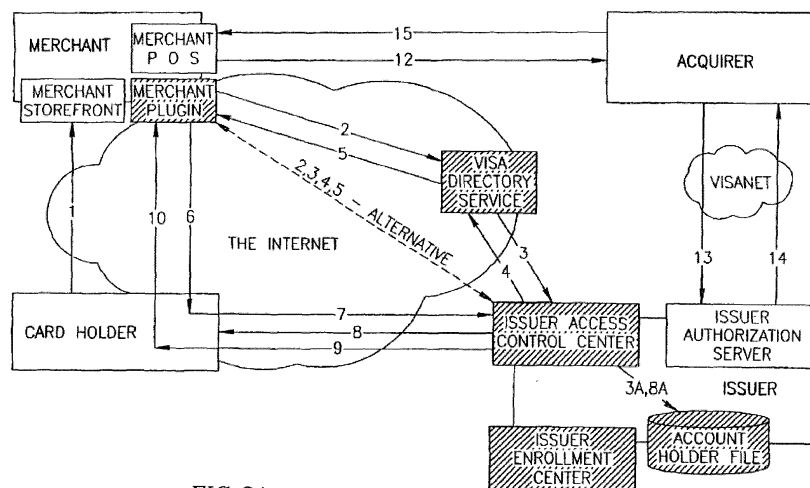 MERCHANT
MERCHANT
P O S
15
12
ACQUIRER
MERCHANT
STOREFRONT
MERCHANT
PLUGIN
2
5
VISA
DIRECTORY
SERVICE
VISANET
2,3,4,5 - ALTERNATIVE
1
10
6
THE INTERNET
3
4
13
14
CARD HOLDER
7
8
9
ISSUER ACCESS
CONTROL CENTER
ISSUER
AUTHORIZATION
SERVER
3A,8A
ISSUER
ISSUER
ENROLLMENT
CENTER
ACCOUNT
HOLDER FILE